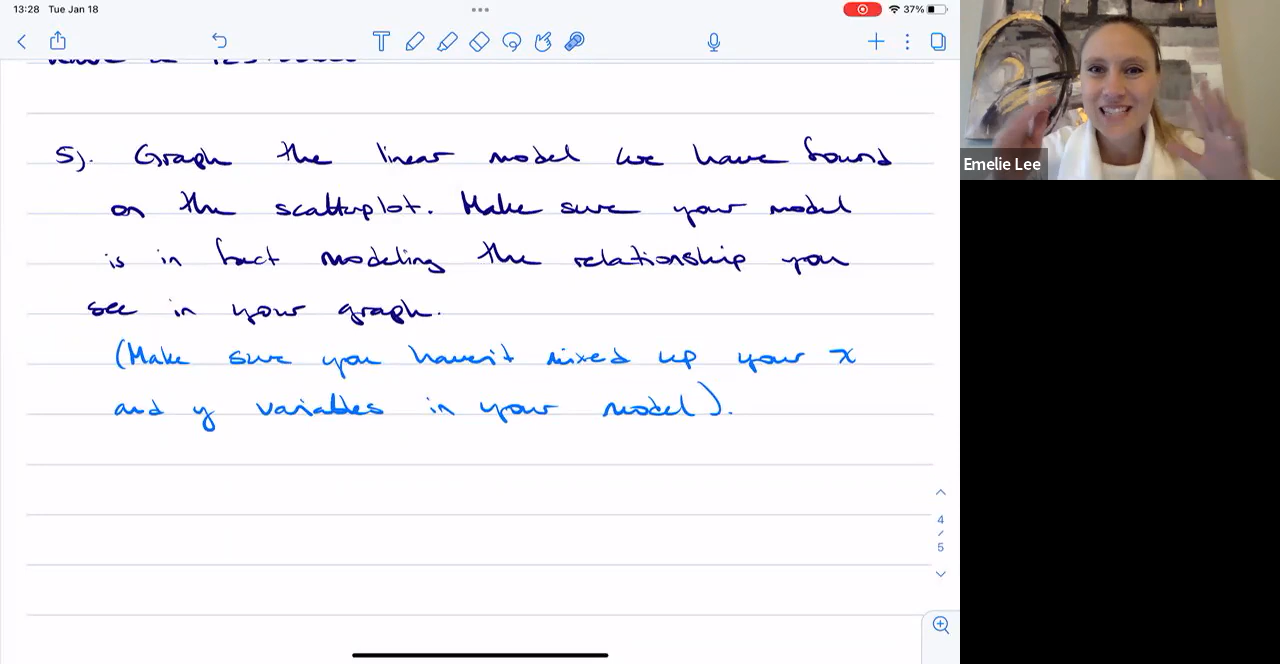 13:28 Tue Jan 18
37%
5). Graph the linear model we have found
on the scatterplot. Make sure your model
is in fact modeling the relationship you
see in your graph.
(Make sure you haven't mixed up your x
and y variables in your model).
4
/
5
Emelie Lee